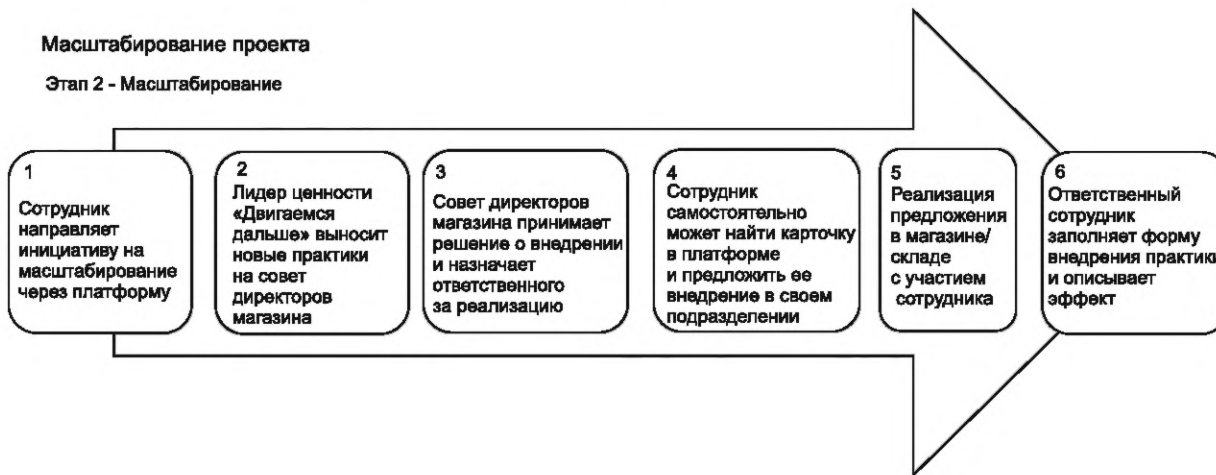 Масштабирование проекта
Этап 2 - Масштабирование
1
Сотрудник
направляет
инициативу на
масштабирование
через платформу
2
Лидер ценности
«Двигаемся
дальше» выносит
новые практики
на совет
директоров
магазина
3
Совет директоров
магазина принимает
решение о внедрении
и назначает
ответственного
за реализацию
4
Сотрудник
самостоятельно
может найти карточку
в платформе
и предложить ее
внедрение в своем
подразделении
5
Реализация
предложения
в магазине/
складе
с участием
сотрудника
6
Ответственный
сотрудник
заполняет форму
внедрения практики
и описывает
эффект